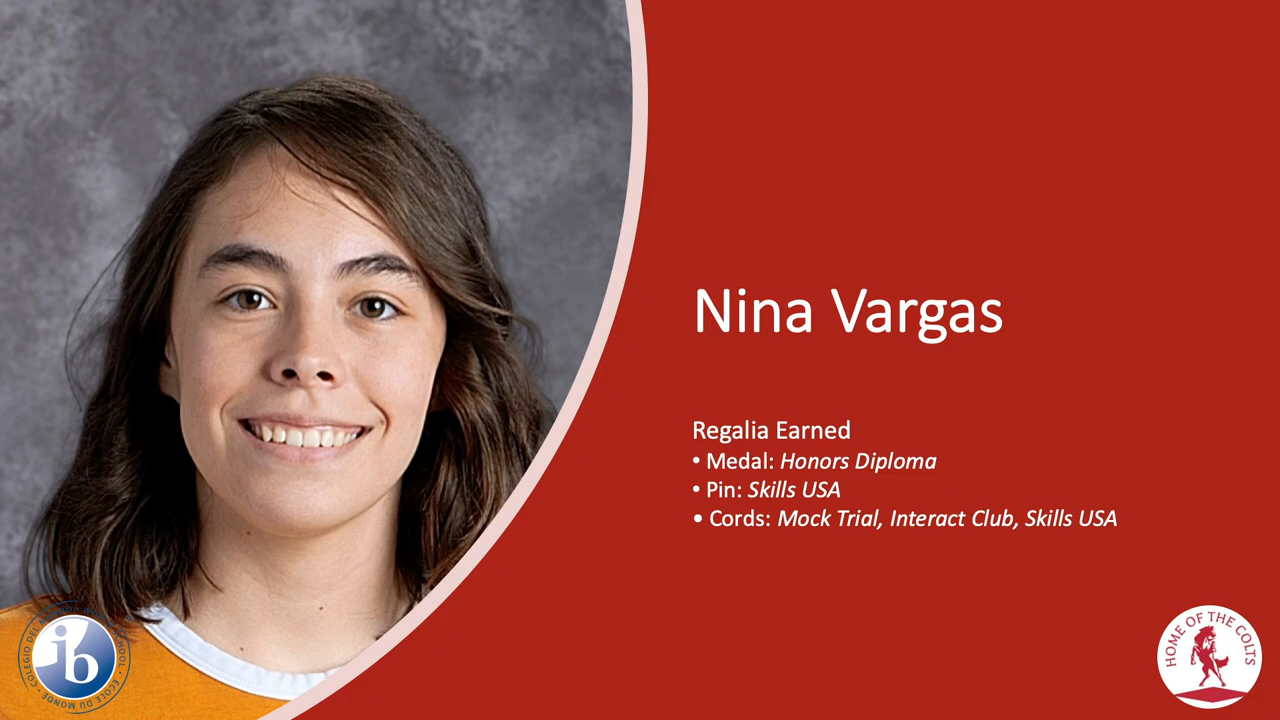 Nina Vargas
Regalia Earned
• Medal: Honors Diploma
• Pin: Skills USA
• Cords: Mock Trial, Interact Club, Skills USA
ib
HOME OF THE COLTS